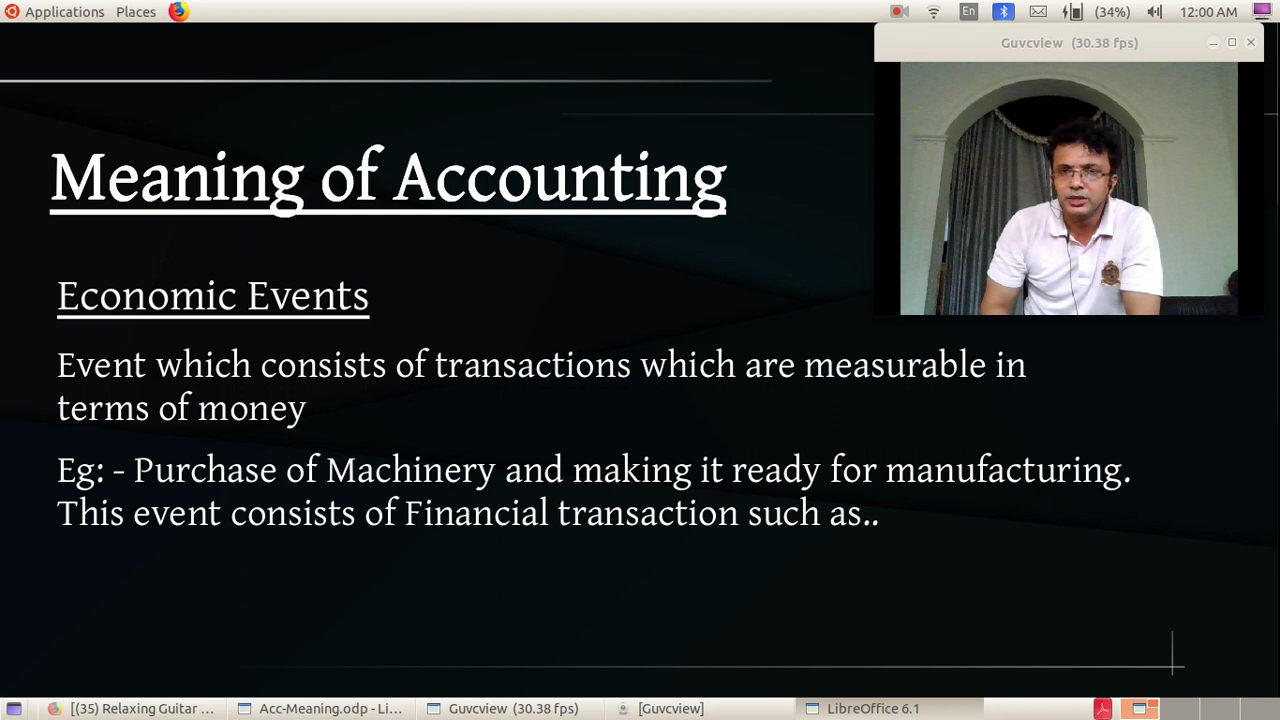 Applications Places
En (34%) 12:00 AM
Guvcview (30.38 fps)
Meaning of Accounting
Economic Events
Event which consists of transactions which are measurable in
terms of money
Eg: - Purchase of Machinery and making it ready for manufacturing.
This event consists of Financial transaction such as..
[(35) Relaxing Guitar ... Acc-Meaning.odp - Li... Guvcview (30.38 fps) [Guvcview] LibreOffice 6.1